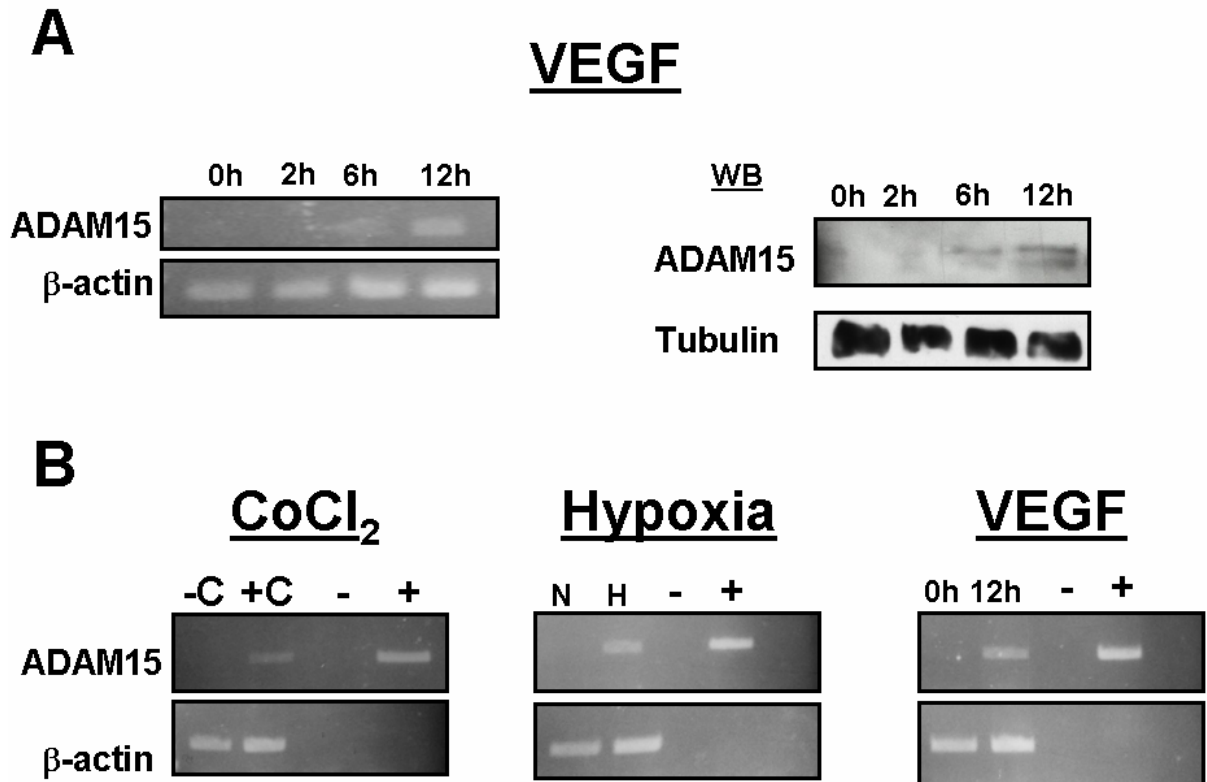 A
VEGF
0h 2h 6h 12h
ADAM15
β-actin
WB
0h 2h 6h 12h
ADAM15
Tubulin
B
CoCl₂
-C +C - +
ADAM15
β-actin
Hypoxia
N H - +
VEGF
0h 12h - +